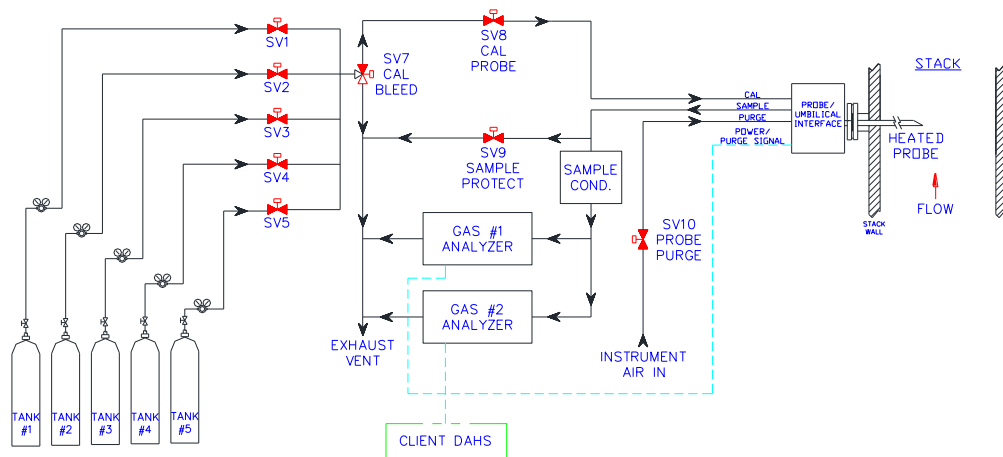 SV1
SV2
SV3
SV4
SV5
SV7
CAL
BLEED
SV8
CAL
PROBE
SV9
SAMPLE
PROTECT
SAMPLE
COND.
GAS #1
ANALYZER
GAS #2
ANALYZER
EXHAUST
VENT
CLIENT DAHS
SV10
PROBE
PURGE
INSTRUMENT
AIR IN
CAL
SAMPLE
PURGE
POWER/
PURGE SIGNAL
PROBE/
UMBILICAL
INTERFACE
STACK
HEATED
PROBE
FLOW
STACK
WALL
TANK
#1
TANK
#2
TANK
#3
TANK
#4
TANK
#5